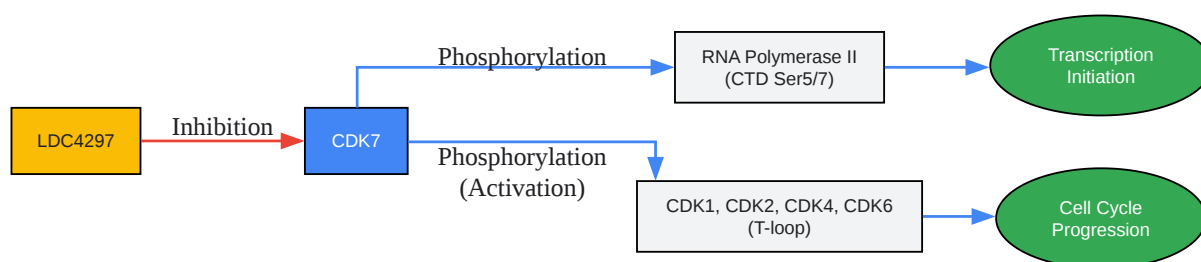 LDC4297
Inhibition
CDK7
Phosphorylation
RNA Polymerase II
(CTD Ser5/7)
Transcription
Initiation
Phosphorylation
(Activation)
CDK1, CDK2, CDK4, CDK6
(T-loop)
Cell Cycle
Progression